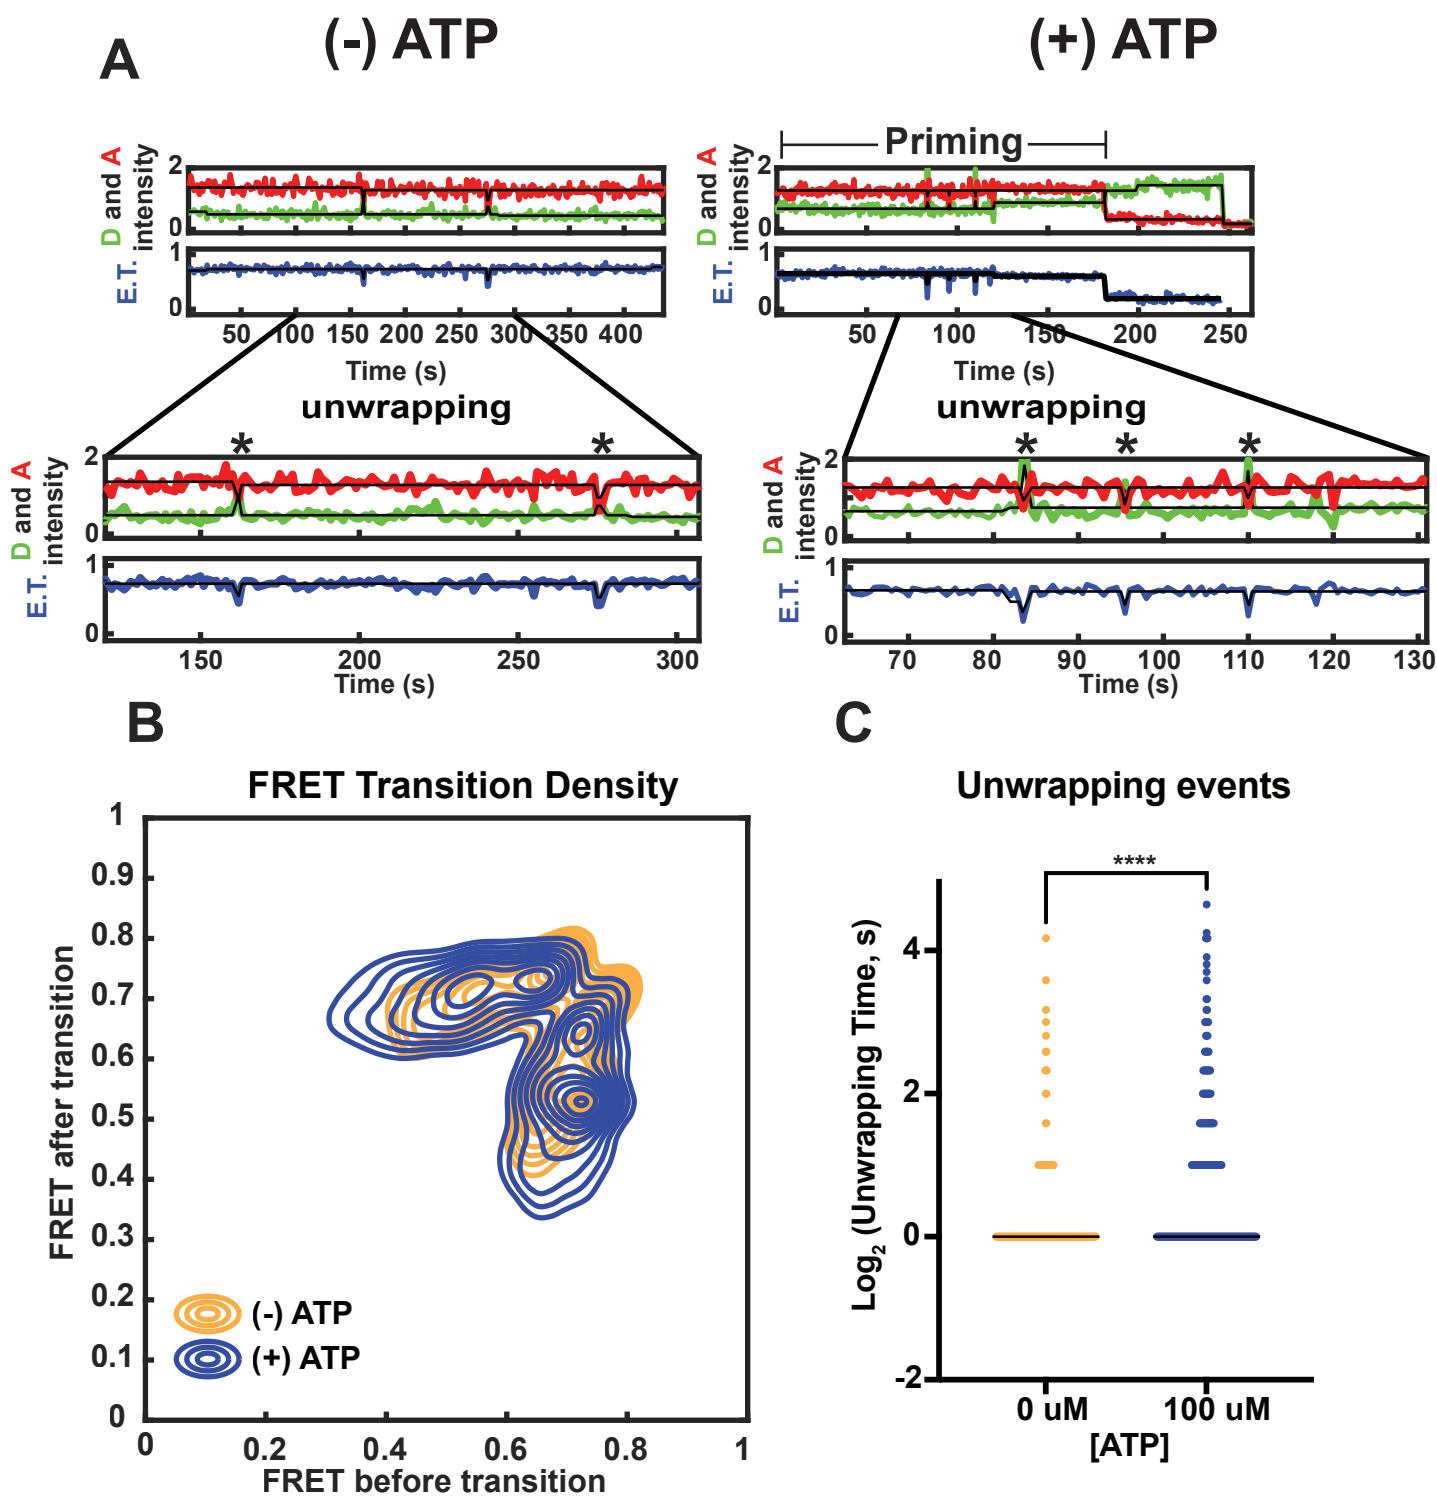 A
(-) ATP
(+) ATP
Priming
D and A
intensity
2
0
E.T.
1
0
50 100 150 200 250 300 350 400
Time (s)
D and A
intensity
2
0
E.T.
1
0
50 100 150 200 250
Time (s)
unwrapping
* *
D and A
intensity
2
0
E.T.
1
0
150 200 250 300
Time (s)
unwrapping
* * *
D and A
intensity
2
0
E.T.
1
0
70 80 90 100 110 120 130
Time (s)
B
FRET Transition Density
FRET after transition
1
0.9
0.8
0.7
0.6
0.5
0.4
0.3
0.2
0.1
0
(-) ATP
(+) ATP
0 0.2 0.4 0.6 0.8 1
FRET before transition
C
Unwrapping events
****
Log2 (Unwrapping Time, s)
4
2
0
-2
0 uM 100 uM
[ATP]